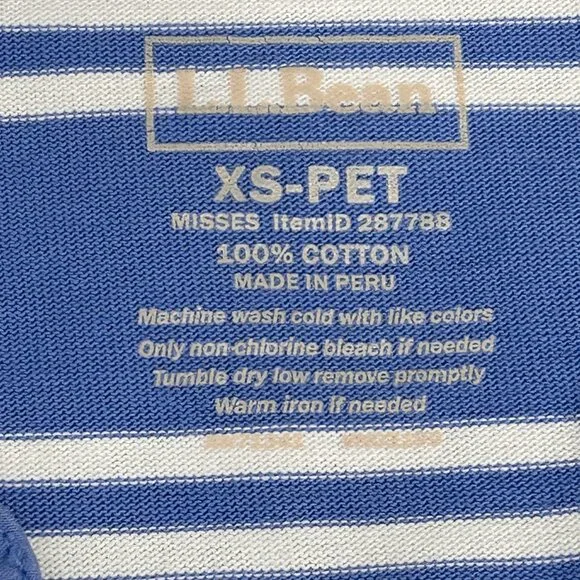 L.L.Bean
XS-PET
MISSES ItemID 287788
100% COTTON
MADE IN PERU
Machine wash cold with like colors
Only non-chlorine bleach if needed
Tumble dry low remove promptly
Warm iron if needed